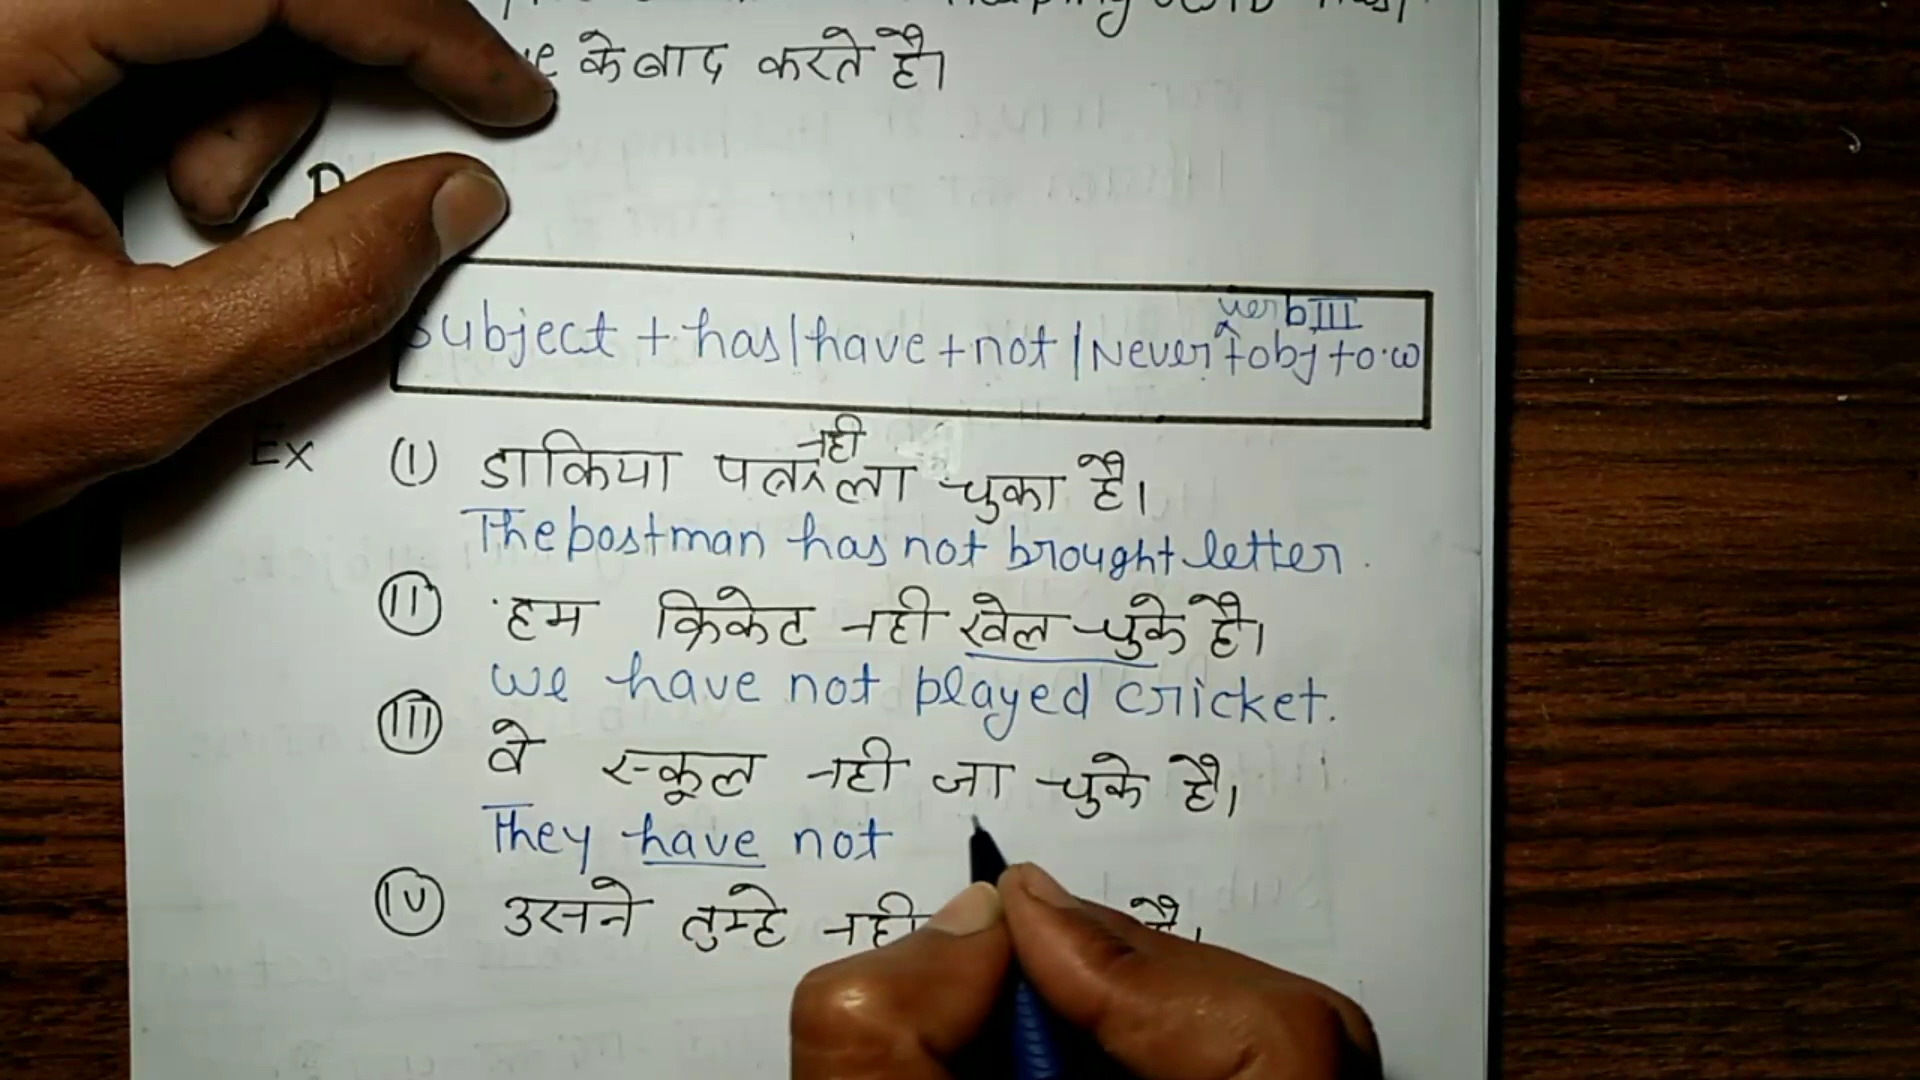 के बाद करते है।
verb III
Subject + has/have + not / Never + obj + o.w
Ex (I) डाकिया पत्र नही ला चुका है।
The postman has not brought letter.
(II) हम क्रिकेट नही खेल चुके है।
we have not played cricket.
(III) वे स्कूल नही जा चुके है।
They have not
(IV) उसने तुम्हे नही है।